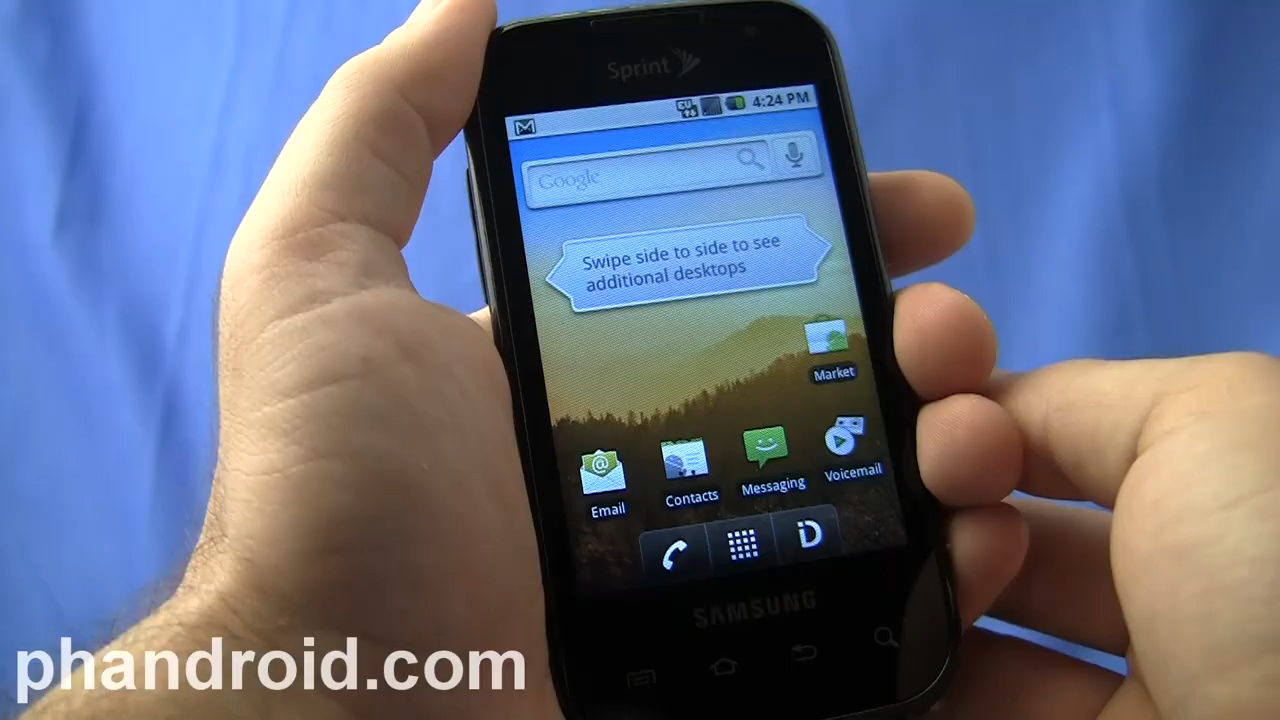 Sprint
4:24 PM
Google
Swipe side to side to see
additional desktops
Market
Email
Contacts
Messaging
Voicemail
iD
SAMSUNG
phandroid.com